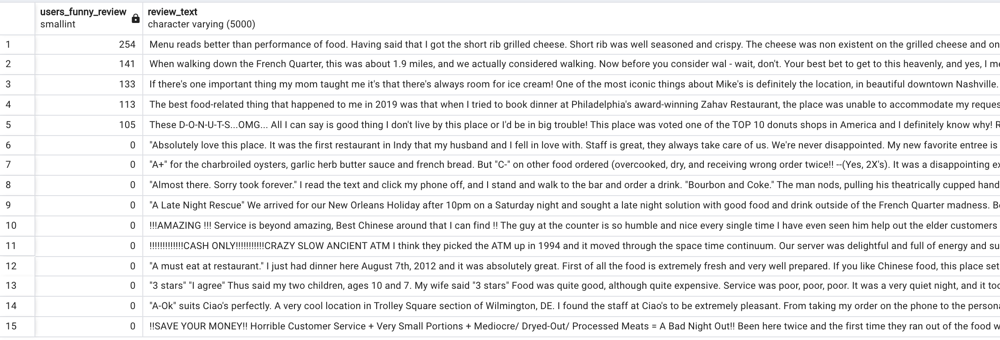 users_funny_review review_text
smallint character varying (5000)
1 254 Menu reads better than performance of food. Having said that I got the short rib grilled cheese. Short rib was well seasoned and crispy. The cheese was non existent on the grilled cheese and on
2 141 When walking down the French Quarter, this was about 1.9 miles, and we actually considered walking. Now before you consider wal - wait, don't. Your best bet to get to this heavenly, and yes, I me
3 133 If there's one important thing my mom taught me it's that there's always room for ice cream! One of the most iconic things about Mike's is definitely the location, in beautiful downtown Nashville.
4 113 The best food-related thing that happened to me in 2019 was that when I tried to book dinner at Philadelphia's award-winning Zahav Restaurant, the place was unable to accommodate my reques
5 105 These D-O-N-U-T-S...OMG... All I can say is good thing I don't live by this place or I'd be in big trouble! This place was voted one of the TOP 10 donuts shops in America and I definitely know why! R
6 0 "Absolutely love this place. It was the first restaurant in Indy that my husband and I fell in love with. Staff is great, they always take care of us. We're never disappointed. My new favorite entree is
7 0 "A+" for the charbroiled oysters, garlic herb butter sauce and french bread. But "C-" on other food ordered (overcooked, dry, and receiving wrong order twice!! --(Yes, 2X's). It was a disappointing ex
8 0 "Almost there. Sorry took forever." I read the text and click my phone off, and I stand and walk to the bar and order a drink. "Bourbon and Coke." The man nods, pulling his theatrically cupped hand
9 0 "A Late Night Rescue" We arrived for our New Orleans Holiday after 10pm on a Saturday night and sought a late night solution with good food and drink outside of the French Quarter madness. Be
10 0 !!!AMAZING !!! Service is beyond amazing, Best Chinese around that I can find !! The guy at the counter is so humble and nice every single time I have even seen him help out the elder customers
11 0 !!!!!!!!!!!!!CASH ONLY!!!!!!!!!!!CRAZY SLOW ANCIENT ATM I think they picked the ATM up in 1994 and it moved through the space time continuum. Our server was delightful and full of energy and su
12 0 "A must eat at restaurant." I just had dinner here August 7th, 2012 and it was absolutely great. First of all the food is extremely fresh and very well prepared. If you like Chinese food, this place set
13 0 "3 stars" "I agree" Thus said my two children, ages 10 and 7. My wife said "3 stars" Food was quite good, although quite expensive. Service was poor, poor, poor. It was a very quiet night, and it too
14 0 "A-Ok" suits Ciao's perfectly. A very cool location in Trolley Square section of Wilmington, DE. I found the staff at Ciao's to be extremely pleasant. From taking my order on the phone to the persona
15 0 !!SAVE YOUR MONEY!! Horrible Customer Service + Very Small Portions + Mediocre/ Dryed-Out/ Processed Meats = A Bad Night Out!! Been here twice and the first time they ran out of the food w